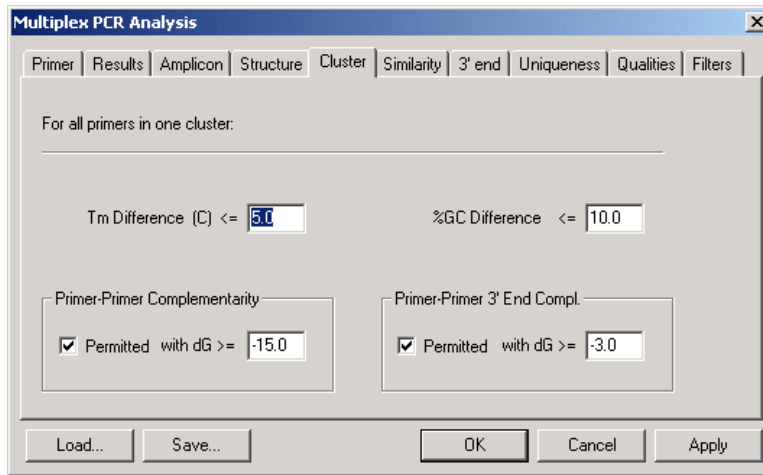 Multiplex PCR Analysis
Primer Results Amplicon Structure Cluster Similarity 3' end Uniqueness Qualities Filters
For all primers in one cluster:
Tm Difference (C) <= 5.0 %GC Difference <= 10.0
Primer-Primer Complementarity Primer-Primer 3' End Compl.
Permitted with dG >= -15.0 Permitted with dG >= -3.0
Load... Save... OK Cancel Apply